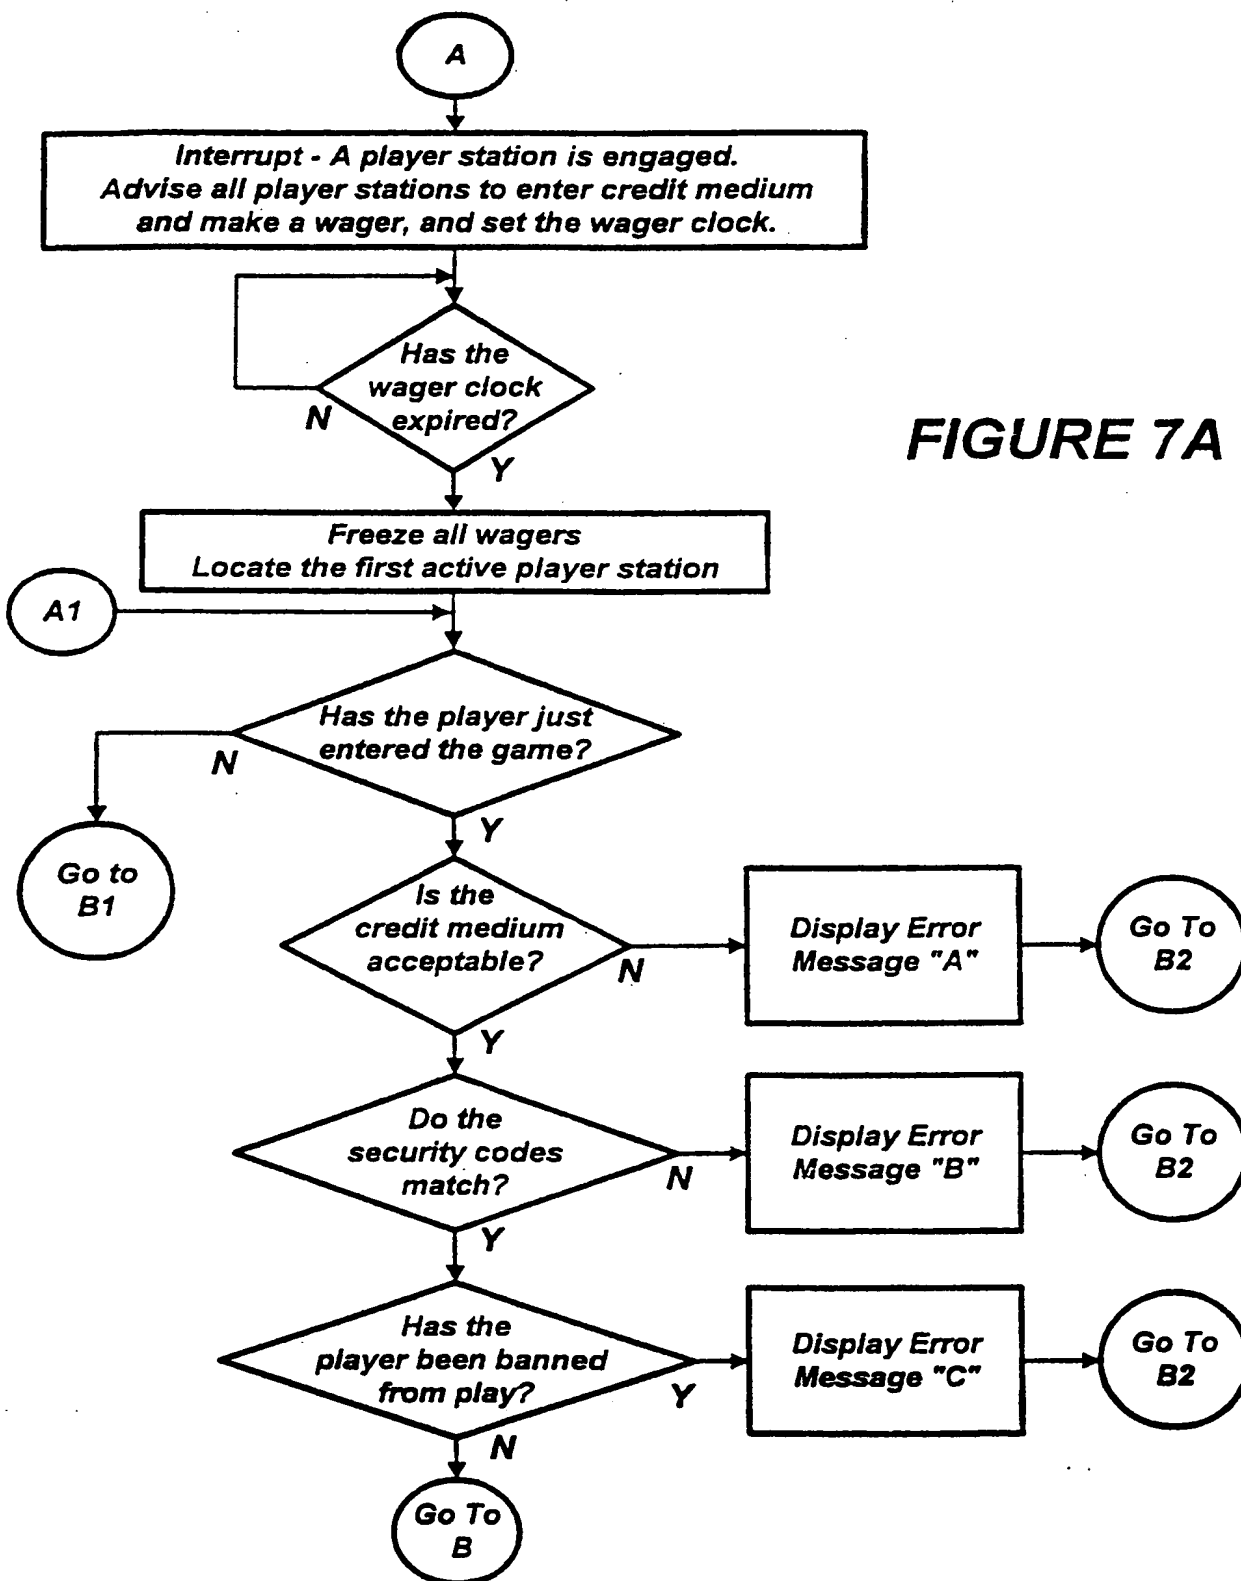 A
Interrupt - A player station is engaged.
Advise all player stations to enter credit medium
and make a wager, and set the wager clock.
Has the
wager clock
expired?
N
Y
FIGURE 7A
Freeze all wagers
Locate the first active player station
A1
Has the player just
entered the game?
N
Y
Go to
B1
Is the
credit medium
acceptable?
N
Y
Display Error
Message "A"
Go To
B2
Do the
security codes
match?
N
Y
Display Error
Message "B"
Go To
B2
Has the
player been banned
from play?
Y
N
Display Error
Message "C"
Go To
B2
Go To
B